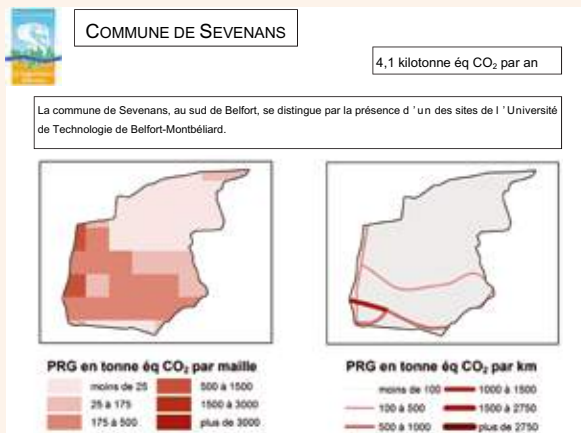 COMMUNE DE SEVENANS
4,1 kilotonne éq CO₂ par an
La commune de Sevenans, au sud de Belfort, se distingue par la présence d ' un des sites de l ' Université
de Technologie de Belfort-Montbéliard.
PRG en tonne éq CO₂ par maille
moins de 25
500 à 1500
25 à 175
1500 à 3000
175 à 500
plus de 3000
PRG en tonne éq CO₂ par km
moins de 100
1000 à 1500
100 à 500
1500 à 2750
500 à 1000
plus de 2750